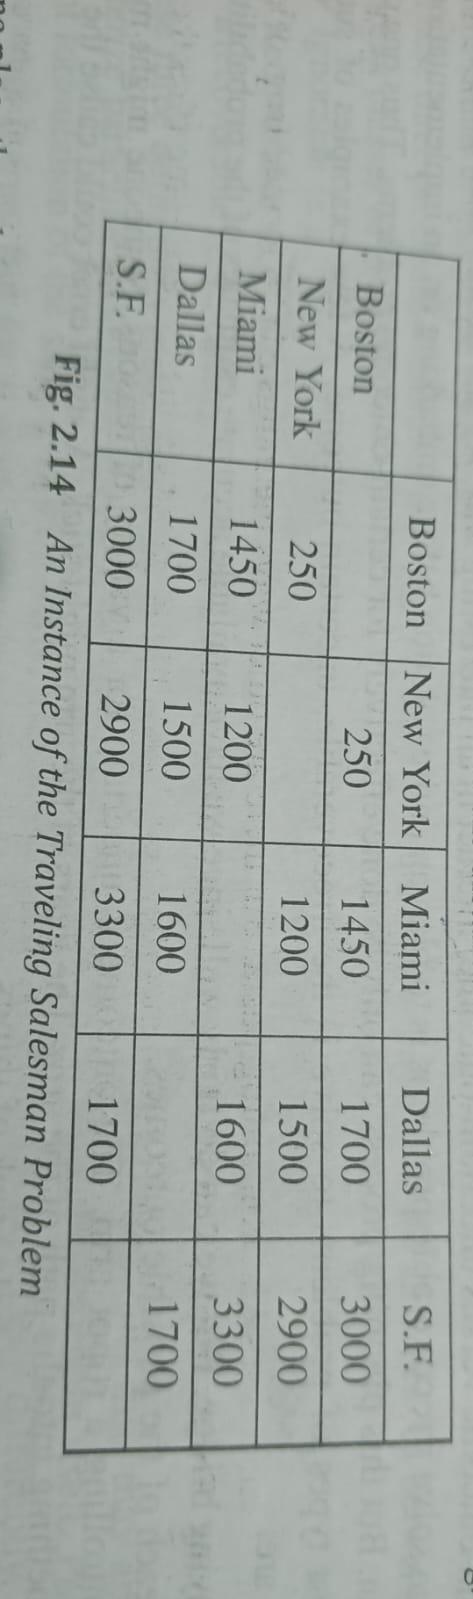 Boston New York Miami Dallas S.F.
Boston 250 1450 1700 3000
New York 250 1200 1500 2900
Miami 1450 1200 1600 3300
Dallas 1700 1500 1600 1700
S.F. 3000 2900 3300 1700
Fig. 2.14 An Instance of the Traveling Salesman Problem